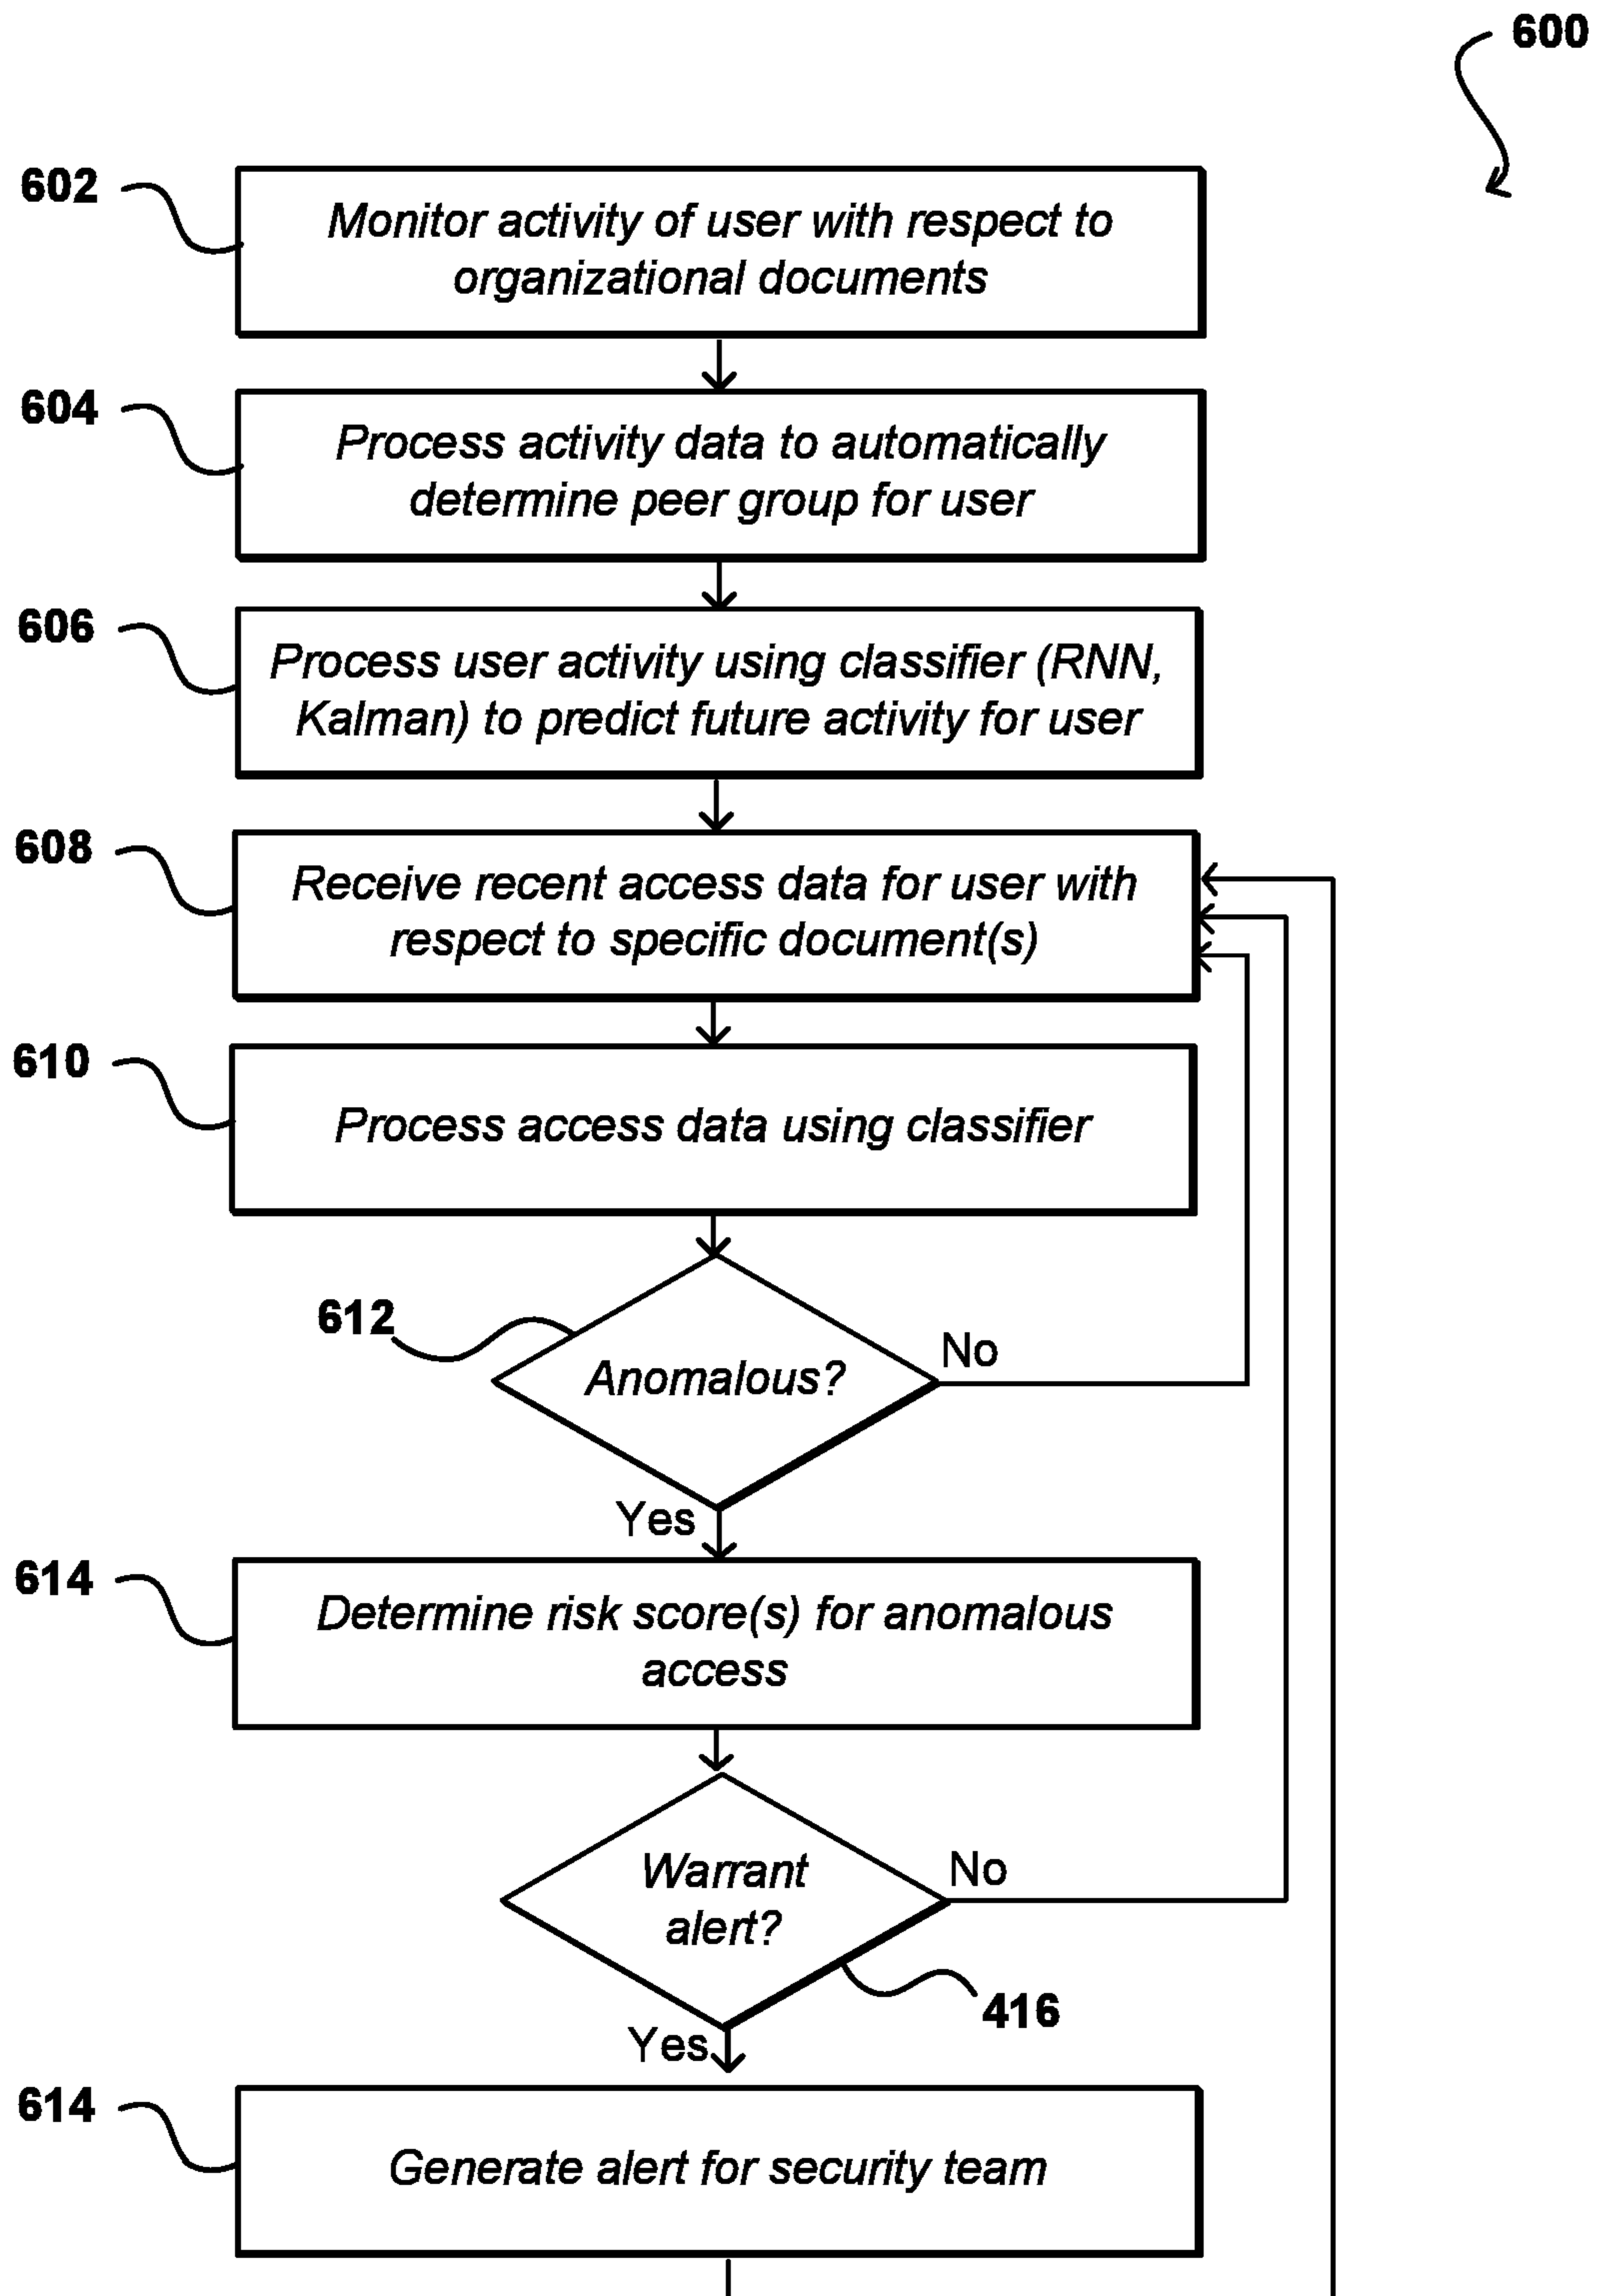 600
602
Monitor activity of user with respect to
organizational documents
604
Process activity data to automatically
determine peer group for user
606
Process user activity using classifier (RNN,
Kalman) to predict future activity for user
608
Receive recent access data for user with
respect to specific document(s)
610
Process access data using classifier
612
Anomalous?
No
Yes
614
Determine risk score(s) for anomalous
access
Warrant
alert?
No
416
Yes
614
Generate alert for security team